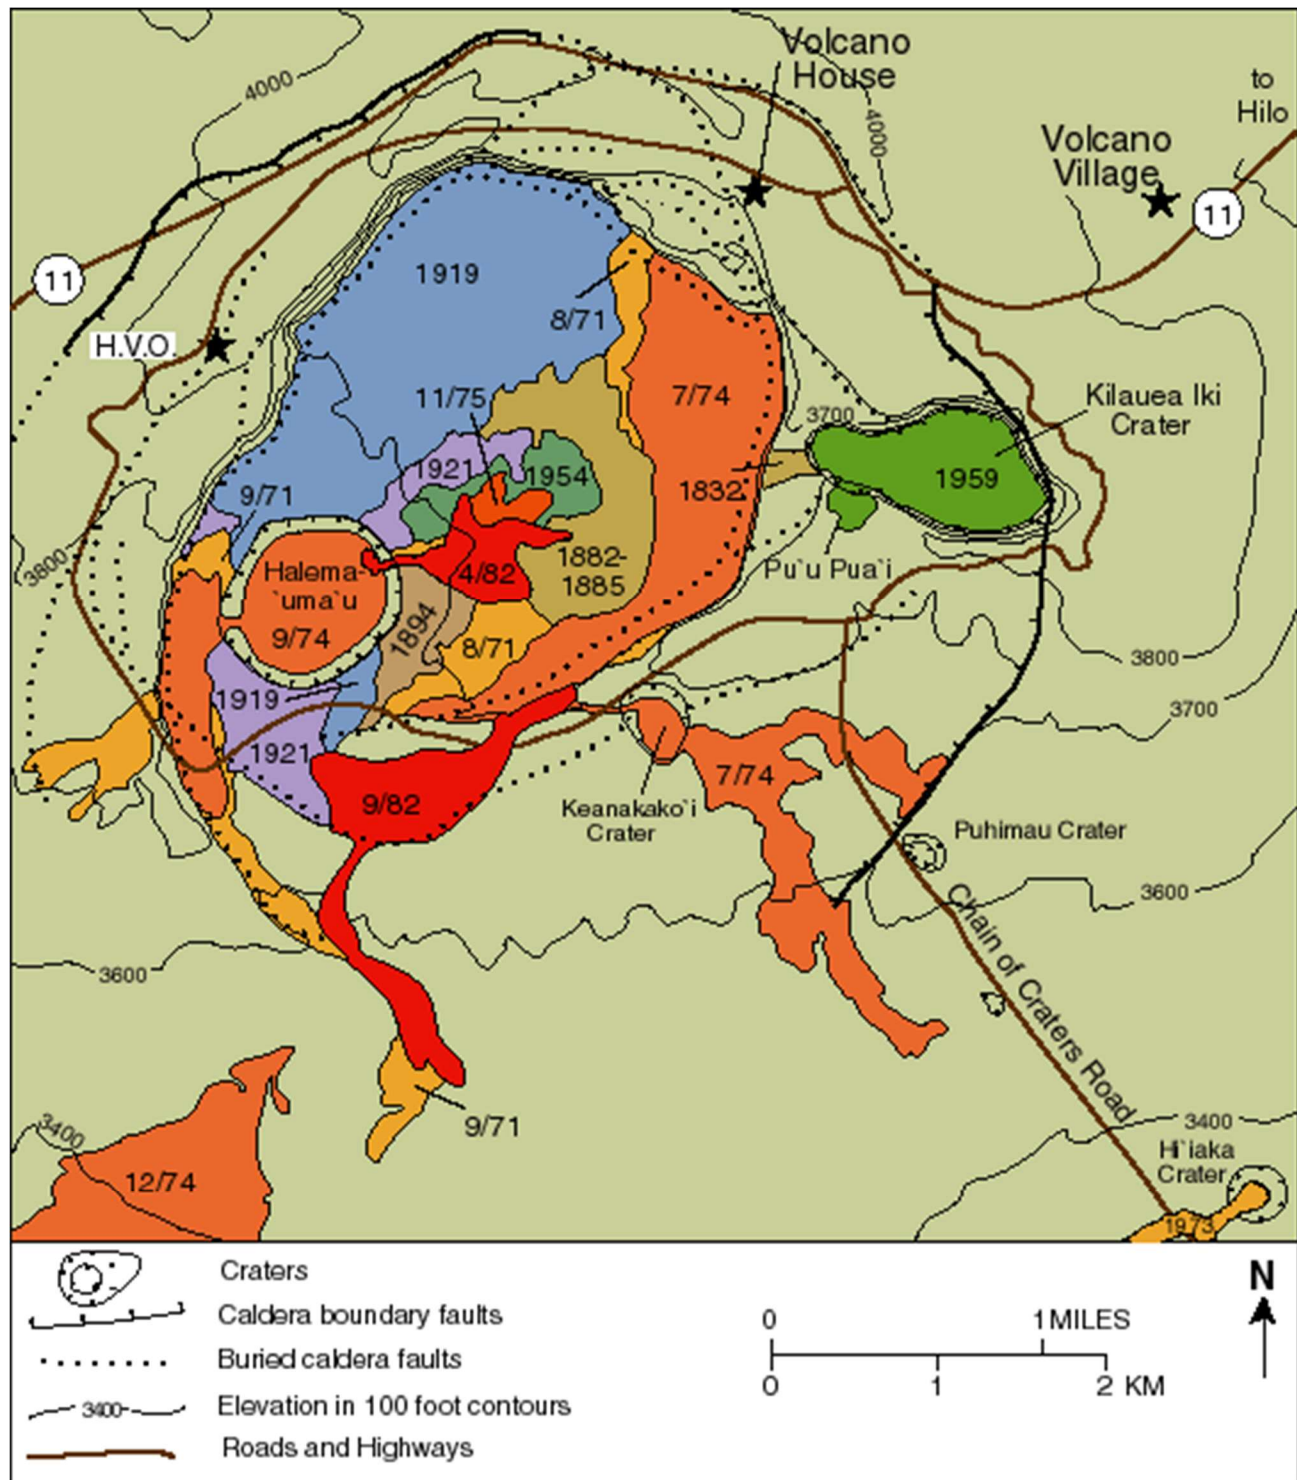 Volcano
House
to
Hilo
4000
4000
Volcano
Village
11
11
1919
8/71
H.V.O.
11/75
7/74
3700
Kilauea Iki
Crater
1921
1954
1832
1959
9/71
3800
Halema-
`uma`u
9/74
4/82
1882-
1885
Pu`u Pua`i
1894
8/71
3800
1919
3700
1921
7/74
9/82
Keanakako`i
Crater
Puhimau Crater
3600
Chain of Craters Road
3600
9/71
3400
3400
Hi`iaka
Crater
12/74
1973
Craters
Caldera boundary faults
Buried caldera faults
3400
Elevation in 100 foot contours
Roads and Highways
0
1 MILES
0
1
2 KM
N